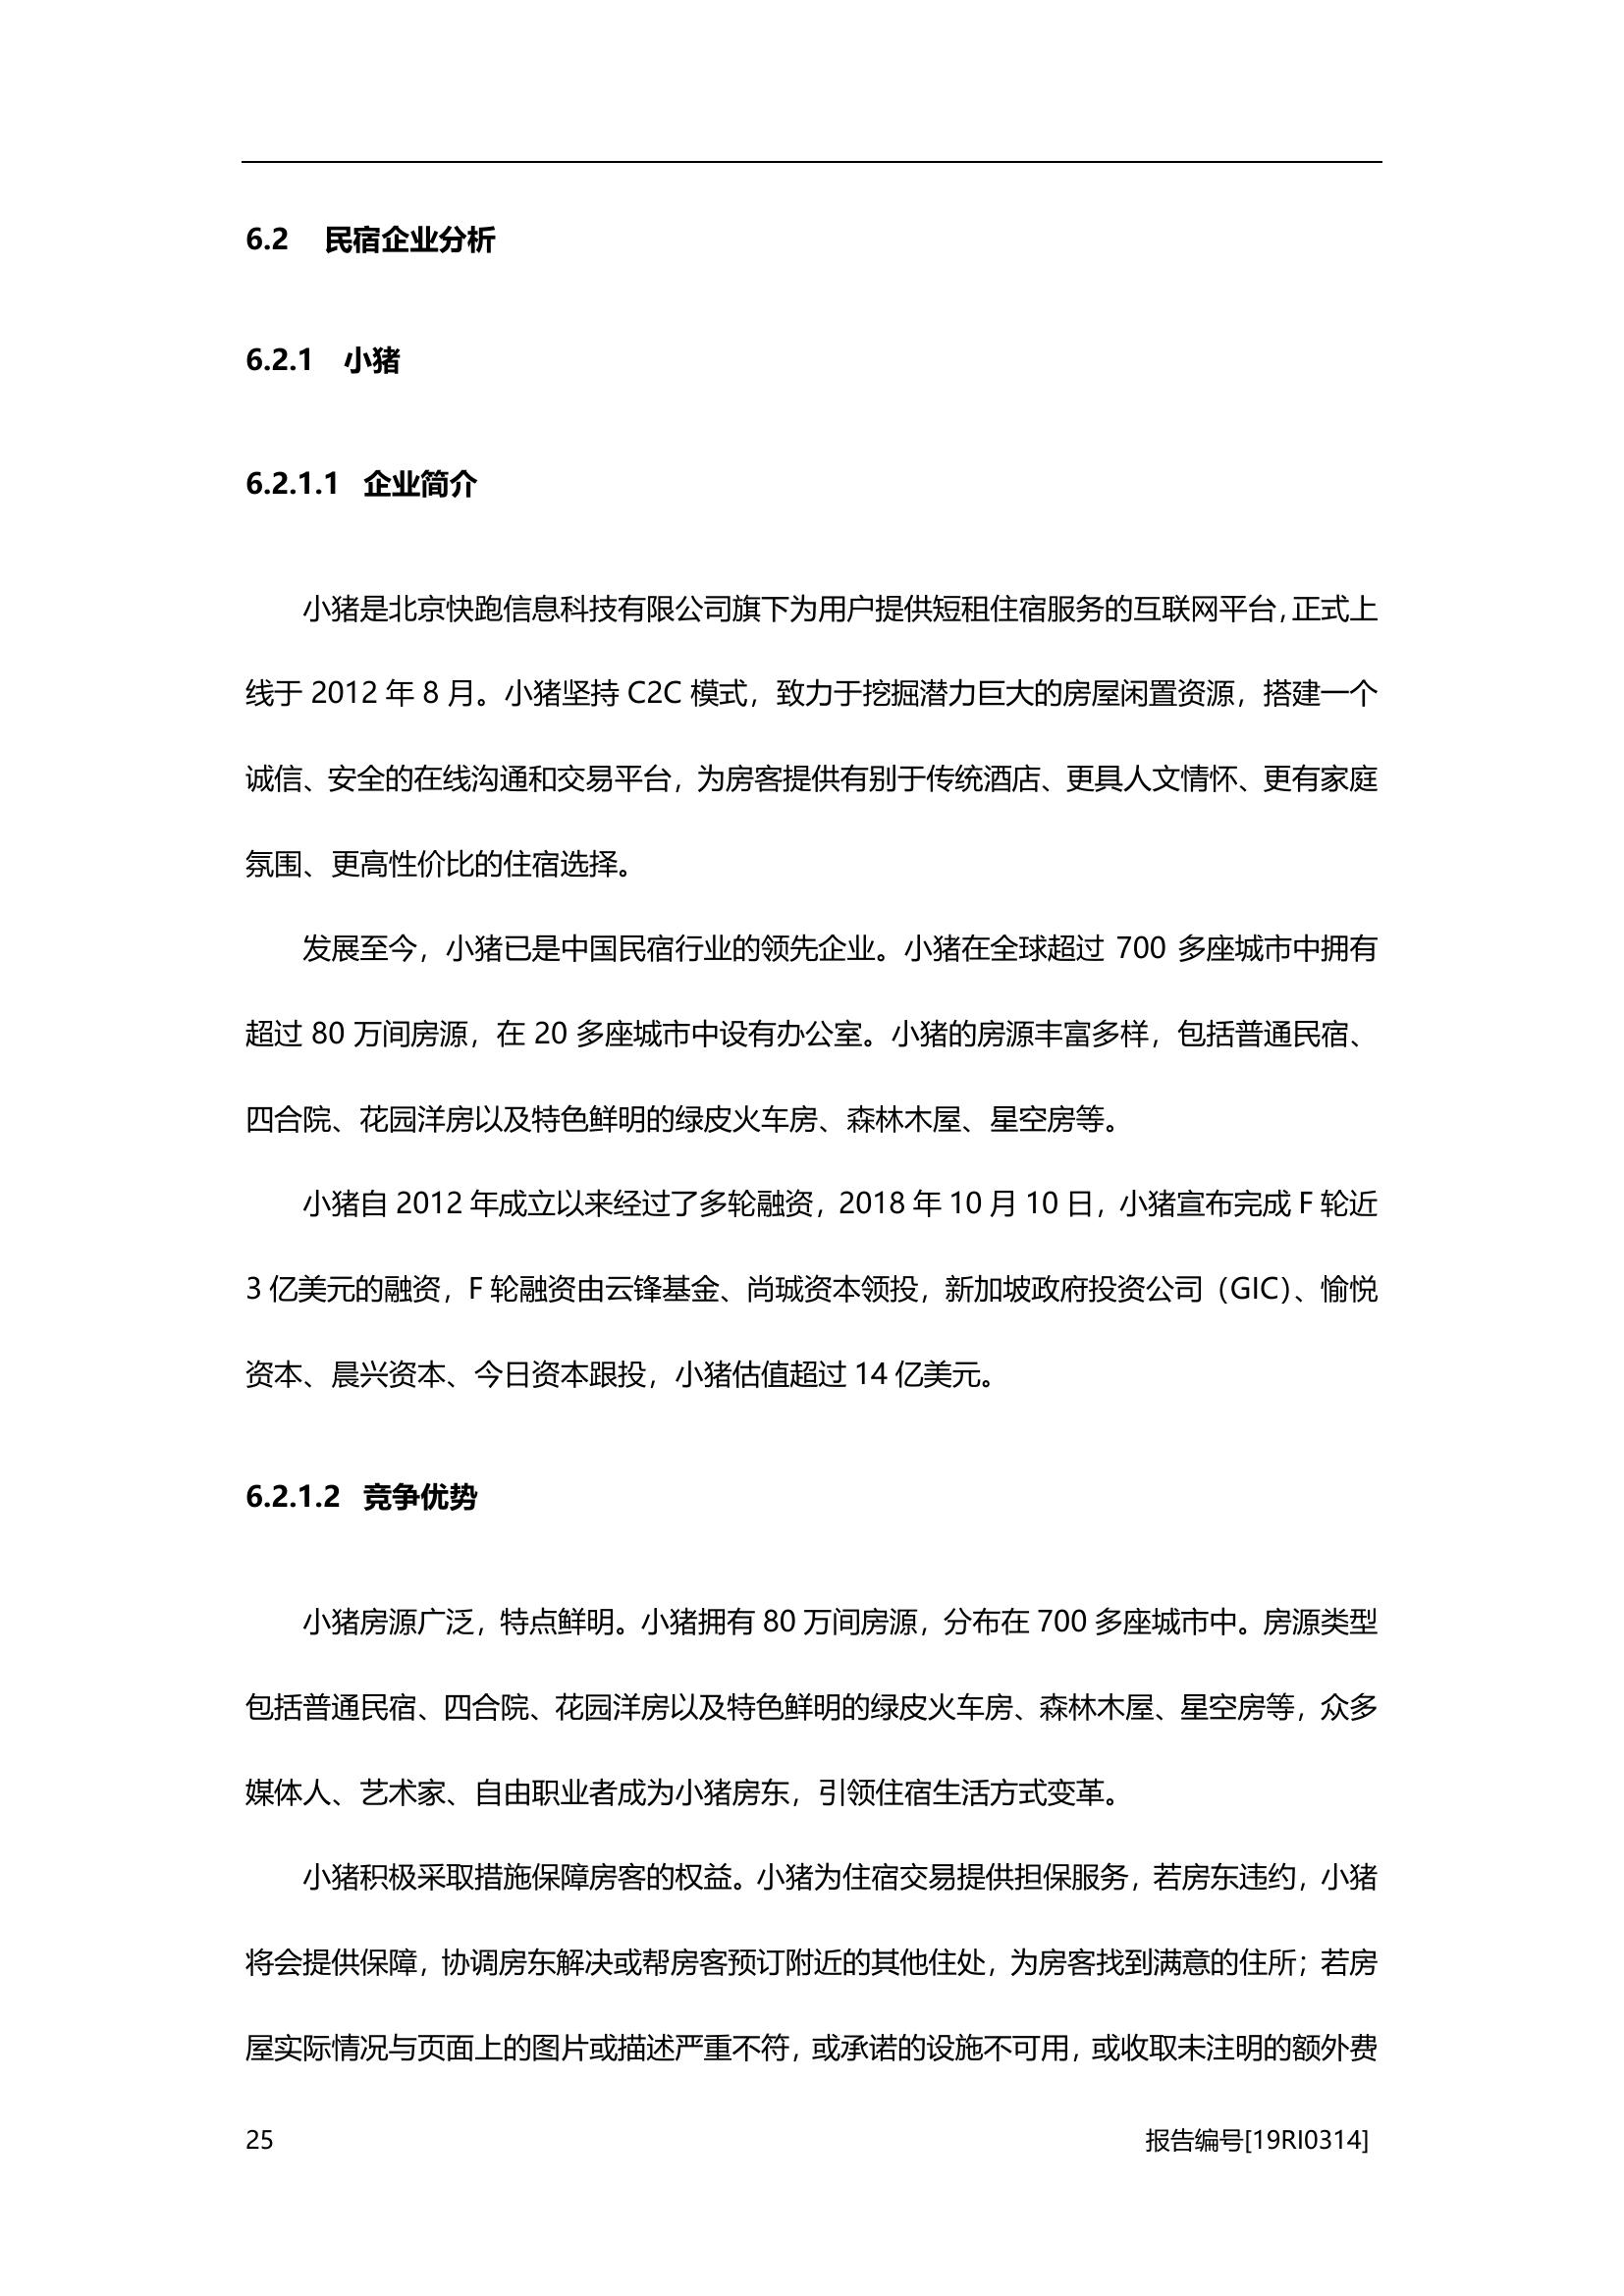 6.2 民宿企业分析
6.2.1 小猪
6.2.1.1 企业简介
小猪是北京快跑信息科技有限公司旗下为用户提供短租住宿服务的互联网平台，正式上
线于 2012 年 8 月。小猪坚持 C2C 模式，致力于挖掘潜力巨大的房屋闲置资源，搭建一个
诚信、安全的在线沟通和交易平台，为房客提供有别于传统酒店、更具人文情怀、更有家庭
氛围、更高性价比的住宿选择。
发展至今，小猪已是中国民宿行业的领先企业。小猪在全球超过 700 多座城市中拥有
超过 80 万间房源，在 20 多座城市中设有办公室。小猪的房源丰富多样，包括普通民宿、
四合院、花园洋房以及特色鲜明的绿皮火车房、森林木屋、星空房等。
小猪自 2012 年成立以来经过了多轮融资，2018 年 10 月 10 日，小猪宣布完成 F 轮近
3 亿美元的融资，F 轮融资由云锋基金、尚珹资本领投，新加坡政府投资公司（GIC）、愉悦
资本、晨兴资本、今日资本跟投，小猪估值超过 14 亿美元。
6.2.1.2 竞争优势
小猪房源广泛，特点鲜明。小猪拥有 80 万间房源，分布在 700 多座城市中。房源类型
包括普通民宿、四合院、花园洋房以及特色鲜明的绿皮火车房、森林木屋、星空房等，众多
媒体人、艺术家、自由职业者成为小猪房东，引领住宿生活方式变革。
小猪积极采取措施保障房客的权益。小猪为住宿交易提供担保服务，若房东违约，小猪
将会提供保障，协调房东解决或帮房客预订附近的其他住处，为房客找到满意的住所；若房
屋实际情况与页面上的图片或描述严重不符，或承诺的设施不可用，或收取未注明的额外费
25 报告编号[19RI0314]